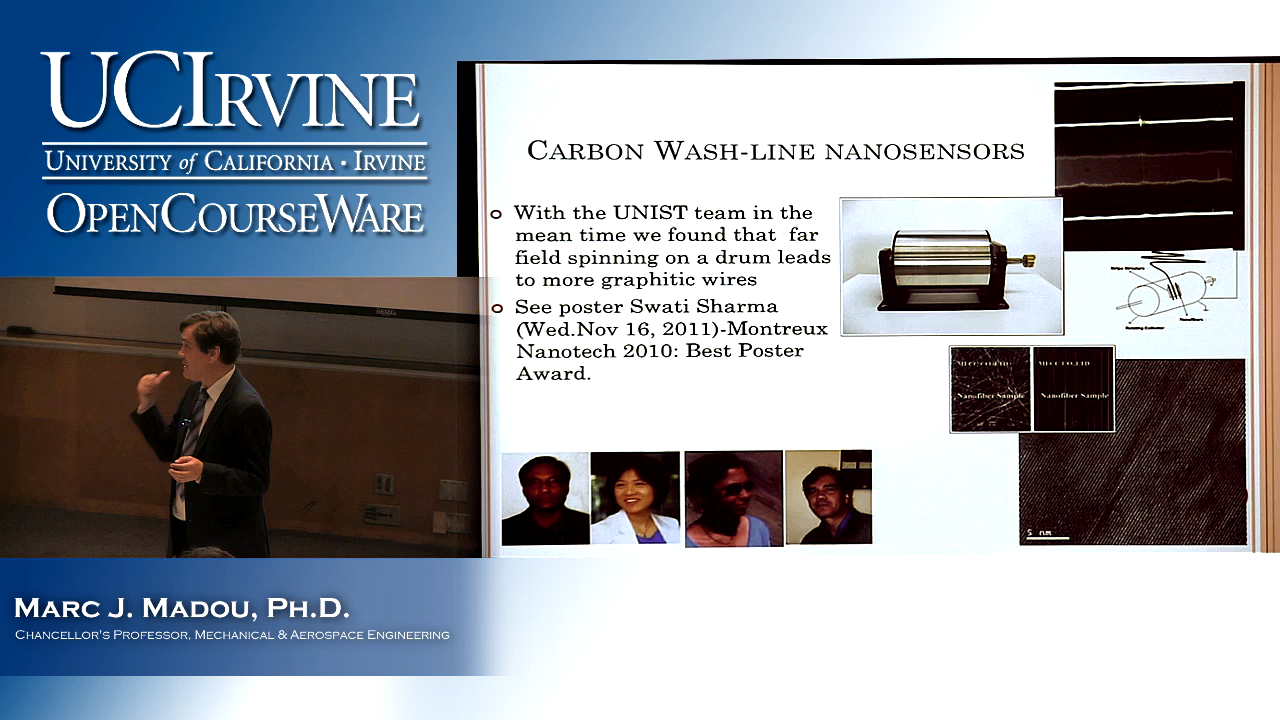 UCIRVINE
UNIVERSITY of CALIFORNIA · IRVINE
OPENCOURSEWARE
CARBON WASH-LINE NANOSENSORS
With the UNIST team in the
mean time we found that far
field spinning on a drum leads
to more graphitic wires
See poster Swati Sharma
(Wed.Nov 16, 2011)-Montreux
Nanotech 2010: Best Poster
Award.
Nanofiber Sample
Nanofiber Sample
5 nm
MARC J. MADOU, PH.D.
CHANCELLOR'S PROFESSOR, MECHANICAL & AEROSPACE ENGINEERING